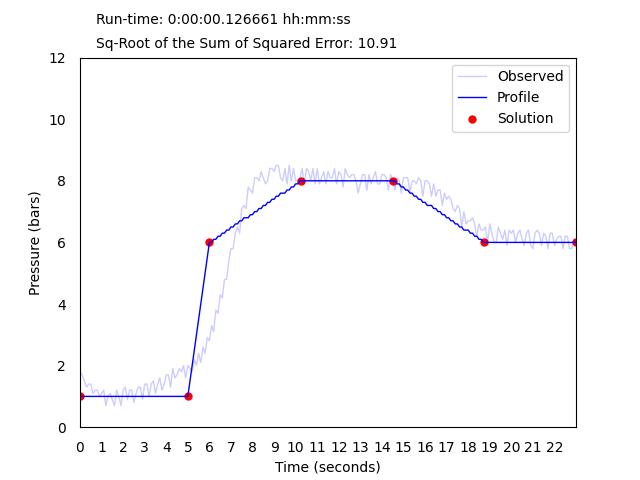 Run-time: 0:00:00.126661 hh:mm:ss
Sq-Root of the Sum of Squared Error: 10.91
12
10
8
6
4
2
0
Pressure (bars)
Observed
Profile
Solution
0 1 2 3 4 5 6 7 8 9 10 11 12 13 14 15 16 17 18 19 20 21 22
Time (seconds)